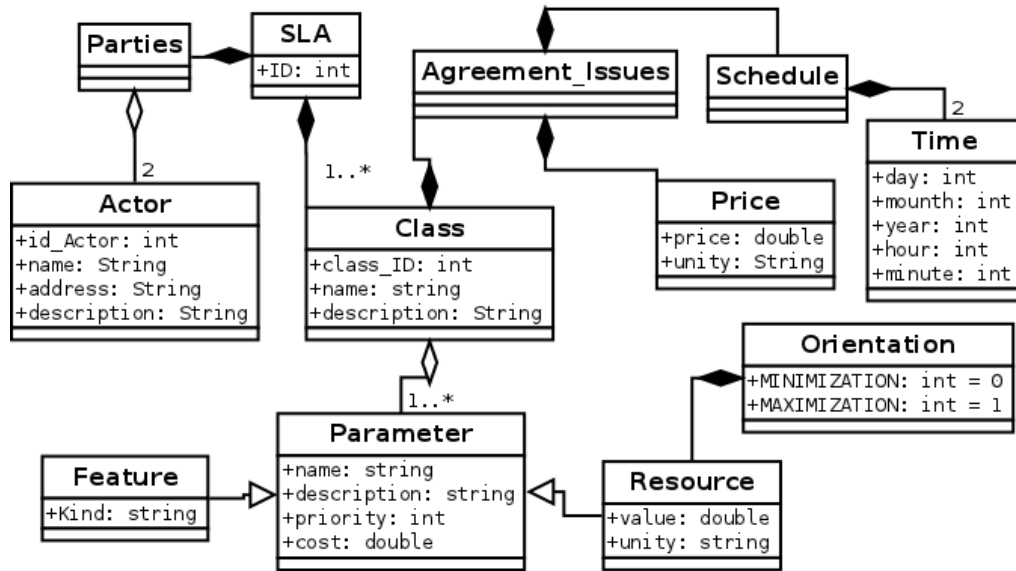 Parties
SLA
+ID: int
Agreement_Issues
Schedule
2
Time
+day: int
+mounth: int
+year: int
+hour: int
+minute: int
2
1..*
Actor
+id_Actor: int
+name: String
+address: String
+description: String
Class
+class_ID: int
+name: string
+description: String
Price
+price: double
+unity: String
Orientation
+MINIMIZATION: int = 0
+MAXIMIZATION: int = 1
1..*
Parameter
+name: string
+description: string
+priority: int
+cost: double
Feature
+Kind: string
Resource
+value: double
+unity: string